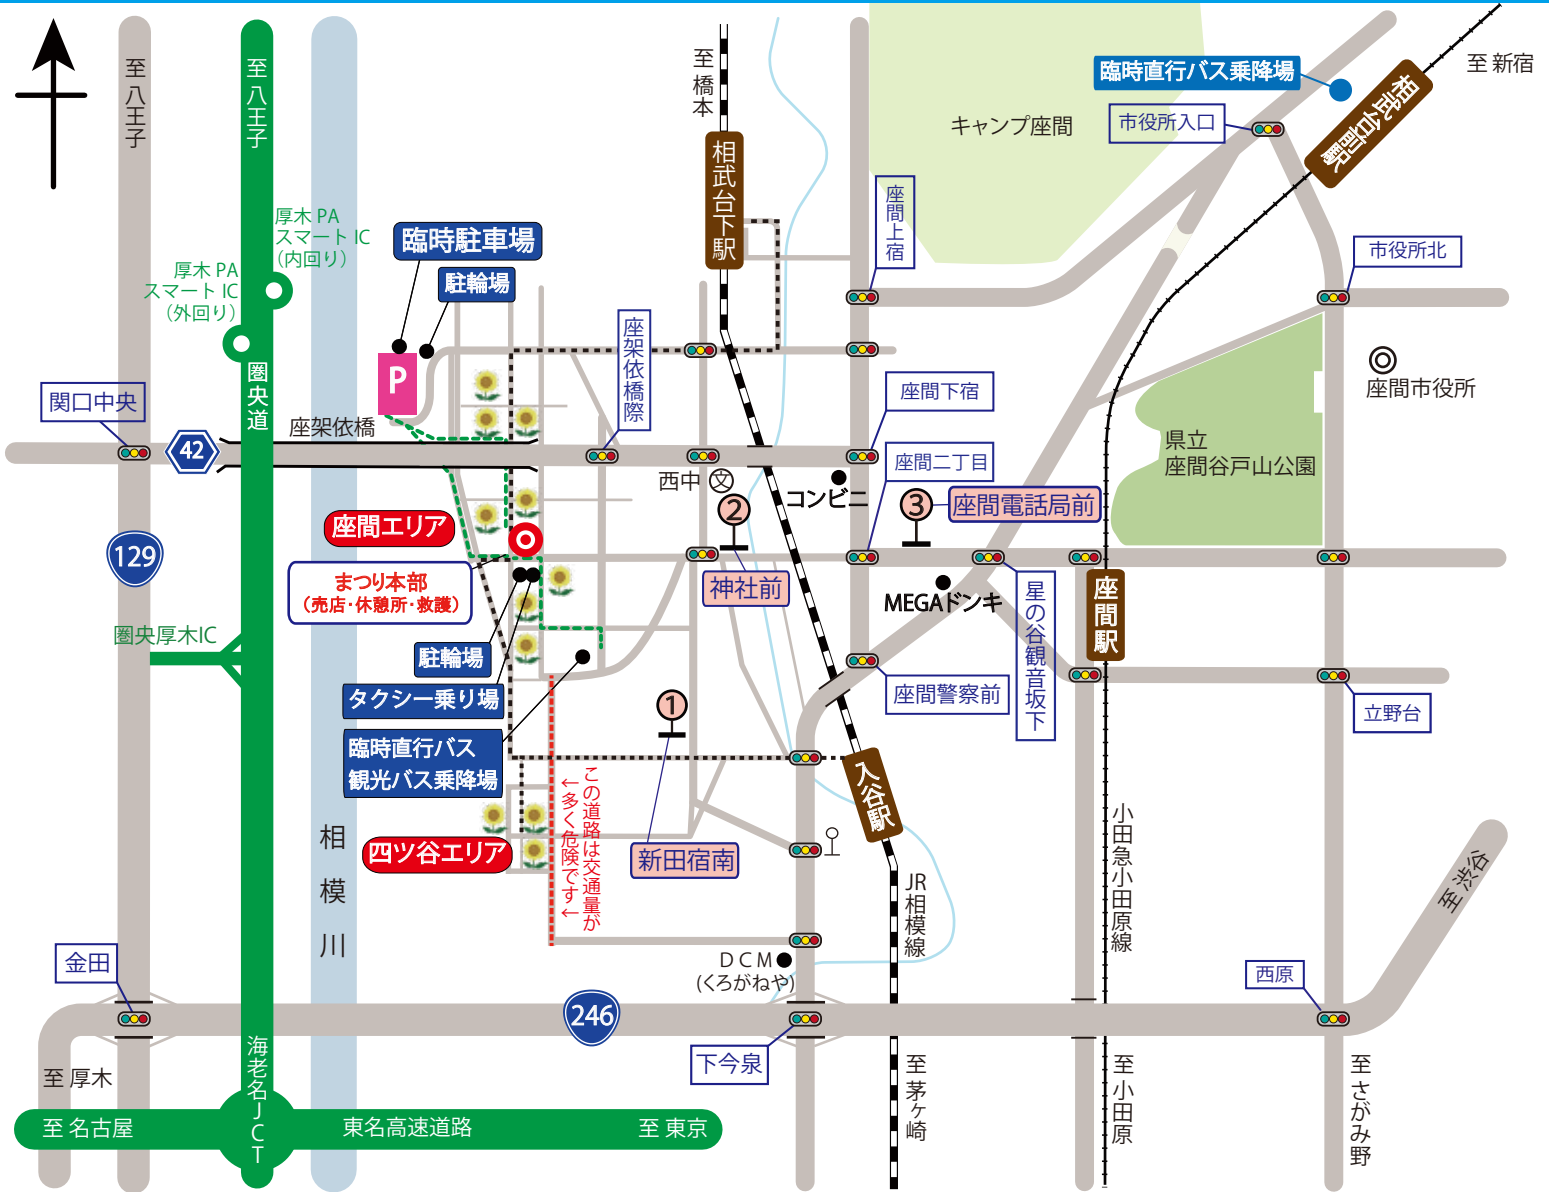 至 八王子
至 八王子
至 橋本
至 新宿
臨時直行バス乗降場
相武台前駅
キャンプ座間
市役所入口
相武台下駅
座間上宿
厚木 PA
スマート IC
（内回り）
厚木 PA
スマート IC
（外回り）
臨時駐車場
駐輪場
市役所北
座架依橋際
P
圏央道
座間市役所
関口中央
座架依橋
座間下宿
42
県立
座間谷戸山公園
座間二丁目
西中 文
コンビニ
2
3
座間電話局前
座間エリア
129
まつり本部
（売店・休憩所・救護）
神社前
MEGAドンキ
星の谷観音坂下
座間駅
圏央厚木IC
駐輪場
タクシー乗り場
座間警察前
1
立野台
臨時直行バス
観光バス乗降場
入谷駅
この道路は交通量が
←多く危険です←
相模川
四ツ谷エリア
新田宿南
小田急小田原線
JR相模線
至 渋谷
金田
DCM
(くろがねや)
西原
246
下今泉
海老名JCT
至 厚木
至 茅ヶ崎
至 小田原
至 さがみ野
至 名古屋
東名高速道路
至 東京